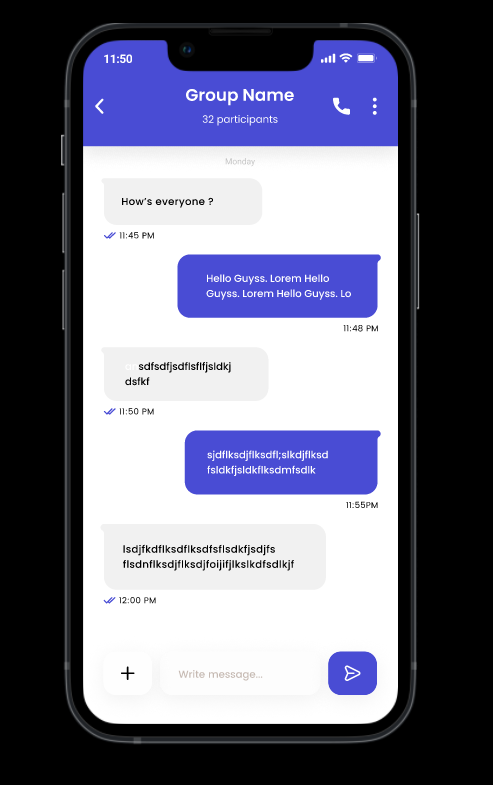 11:50
Group Name
32 participants
Monday
How's everyone ?
11:45 PM
Hello Guyss. Lorem Hello
Guyss. Lorem Hello Guyss. Lo
11:48 PM
sdfsdfjsdflsflfjsldkj
dsfkf
11:50 PM
sjdflksdjflksdfl;slkdjflksd
fsldkfjsldkflksdmfsdlk
11:55PM
lsdjfkdflksdflksdfsflsdkfjsdjfs
flsdnflksdjflksdjfoijifjlkslkdfsdlkjf
12:00 PM
Write message...